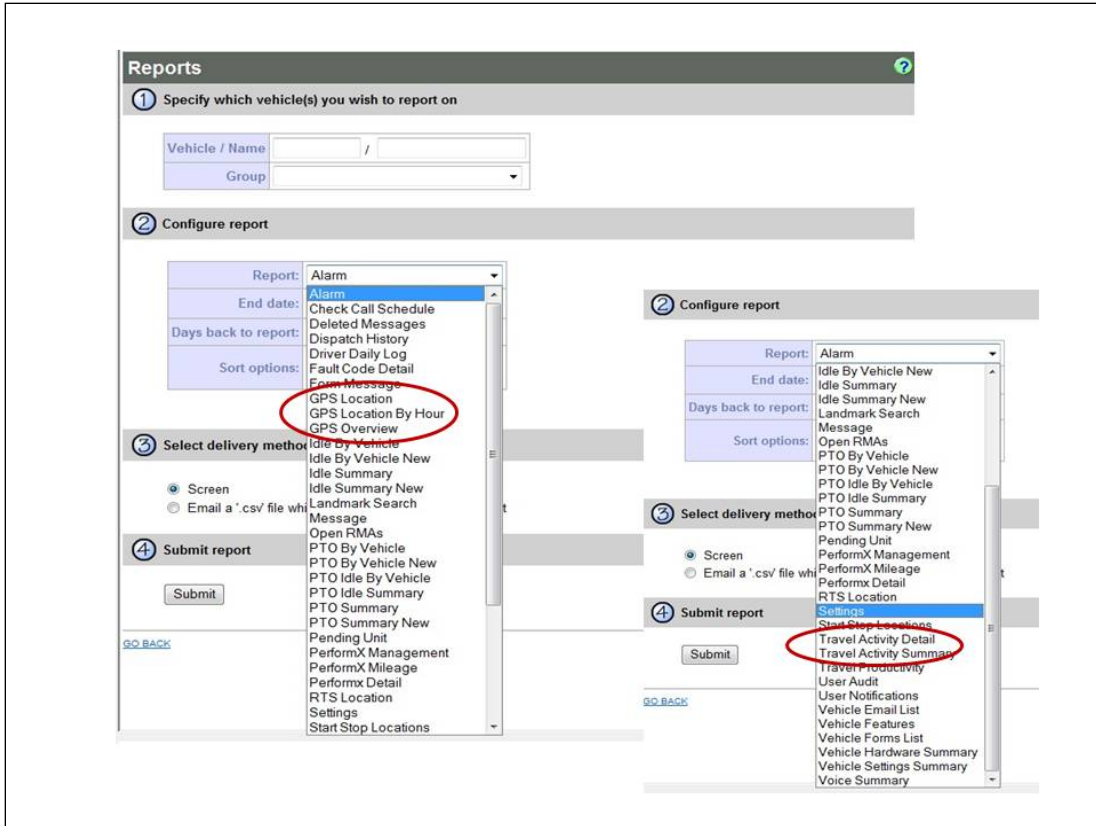 Reports
?
1 Specify which vehicle(s) you wish to report on
Vehicle / Name /
Group
2 Configure report
Report: Alarm
End date:
Days back to report:
Sort options:
Alarm
Check Call Schedule
Deleted Messages
Dispatch History
Driver Daily Log
Fault Code Detail
Form Message
GPS Location
GPS Location By Hour
GPS Overview
Idle By Vehicle
Idle By Vehicle New
Idle Summary
Idle Summary New
Landmark Search
Message
Open RMAs
PTO By Vehicle
PTO By Vehicle New
PTO Idle By Vehicle
PTO Idle Summary
PTO Summary
PTO Summary New
Pending Unit
PerformX Management
PerformX Mileage
Performx Detail
RTS Location
Settings
Start Stop Locations
3 Select delivery metho
Screen
Email a '.csv' file whi t
4 Submit report
Submit
GO BACK
2 Configure report
Report: Alarm
End date:
Days back to report:
Sort options:
Idle By Vehicle New
Idle Summary
Idle Summary New
Landmark Search
Message
Open RMAs
PTO By Vehicle
PTO By Vehicle New
PTO Idle By Vehicle
PTO Idle Summary
PTO Summary
PTO Summary New
Pending Unit
PerformX Management
PerformX Mileage
Performx Detail
RTS Location
Settings
Start Stop Locations
Travel Activity Detail
Travel Activity Summary
Travel Productivity
User Audit
User Notifications
Vehicle Email List
Vehicle Features
Vehicle Forms List
Vehicle Hardware Summary
Vehicle Settings Summary
Voice Summary
3 Select delivery metho
Screen
Email a '.csv' file whi t
4 Submit report
Submit
GO BACK